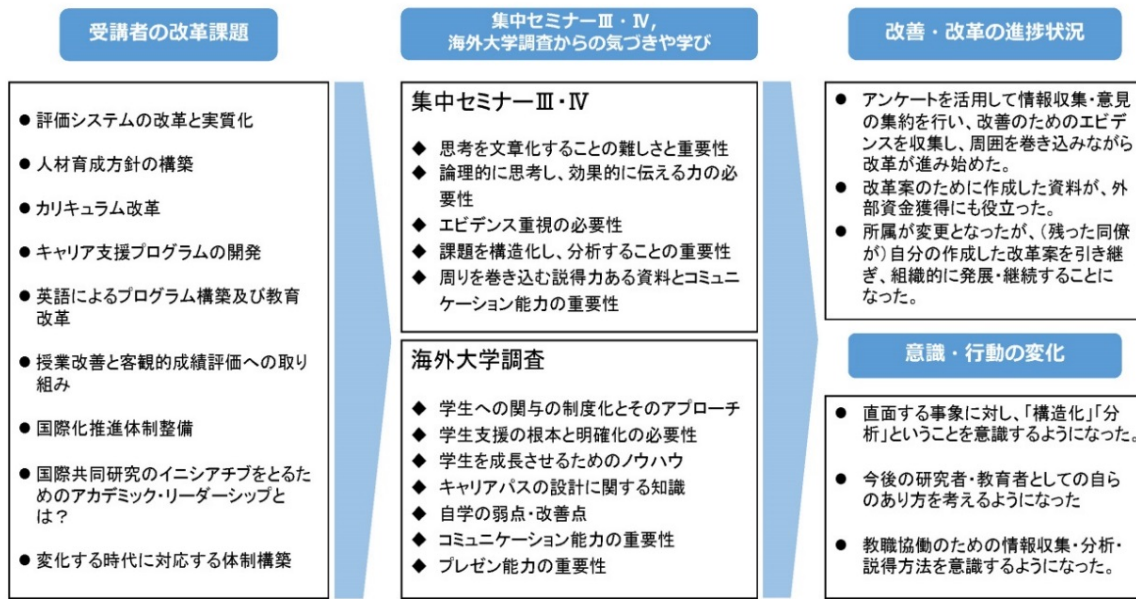 受講者の改革課題
●評価システムの改革と実質化
●人材育成方針の構築
●カリキュラム改革
●キャリア支援プログラムの開発
●英語によるプログラム構築及び教育
改革
●授業改善と客観的成績評価への取り
組み
●国際化推進体制整備
●国際共同研究のイニシアチブをとるた
めのアカデミック・リーダーシップと
は？
●変化する時代に対応する体制構築
集中セミナーⅢ・Ⅳ,
海外大学調査からの気づきや学び
集中セミナーⅢ・Ⅳ
◆ 思考を文章化することの難しさと重要性
◆ 論理的に思考し、効果的に伝える力の必
要性
◆ エビデンス重視の必要性
◆ 課題を構造化し、分析することの重要性
◆ 周りを巻き込む説得力ある資料とコミュニ
ケーション能力の重要性
海外大学調査
◆ 学生への関与の制度化とそのアプローチ
◆ 学生支援の根本と明確化の必要性
◆ 学生を成長させるためのノウハウ
◆ キャリアパスの設計に関する知識
◆ 自学の弱点・改善点
◆ コミュニケーション能力の重要性
◆ プレゼン能力の重要性
改善・改革の進捗状況
● アンケートを活用して情報収集・意見
の集約を行い、改善のためのエビデ
ンスを収集し、周囲を巻き込みながら
改革が進み始めた。
● 改革案のために作成した資料が、外
部資金獲得にも役立った。
● 所属が変更となったが、（残った同僚
が）自分の作成した改革案を引き継
ぎ、組織的に発展・継続することに
なった。
意識・行動の変化
● 直面する事象に対し、「構造化」「分
析」ということを意識するようになった。
● 今後の研究者・教育者としての自ら
のあり方を考えるようになった
● 教職協働のための情報収集・分析・
説得方法を意識するようになった。